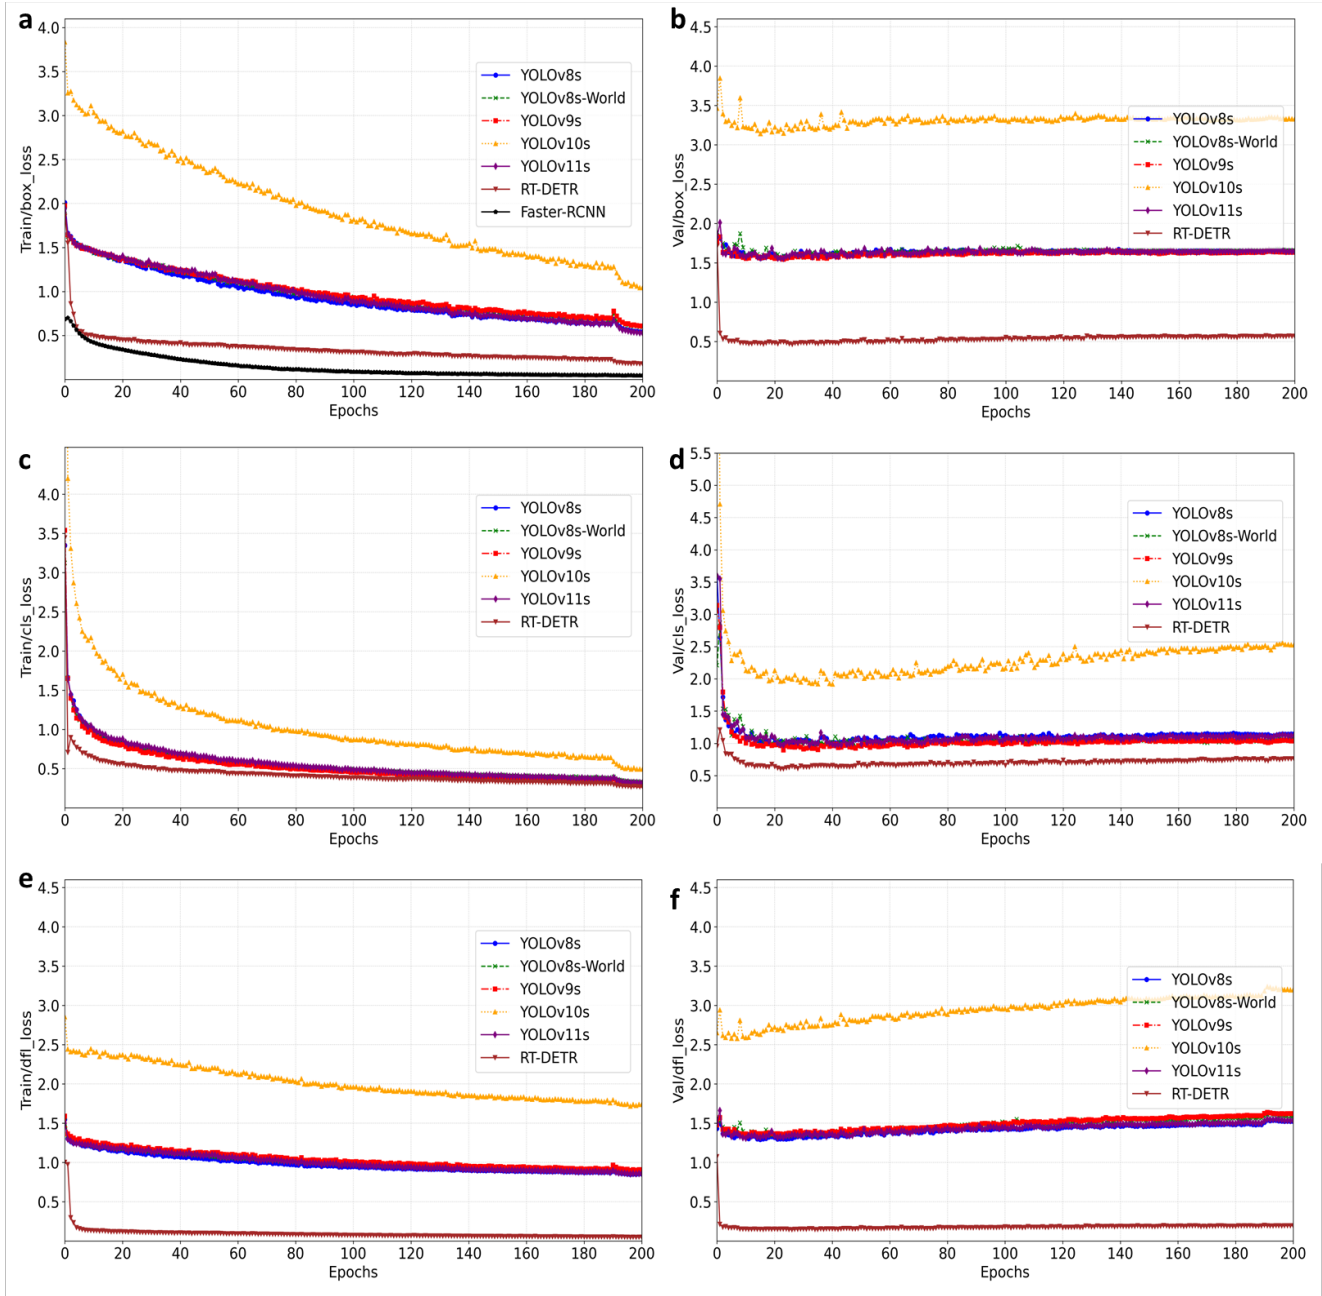 a
Train/box_loss
4.0
3.5
3.0
2.5
2.0
1.5
1.0
0.5
YOLOv8s
YOLOv8s-World
YOLOv9s
YOLOv10s
YOLOv11s
RT-DETR
Faster-RCNN
0 20 40 60 80 100 120 140 160 180 200
Epochs
b
Val/box_loss
4.5
4.0
3.5
3.0
2.5
2.0
1.5
1.0
0.5
YOLOv8s
YOLOv8s-World
YOLOv9s
YOLOv10s
YOLOv11s
RT-DETR
0 20 40 60 80 100 120 140 160 180 200
Epochs
c
Train/cls_loss
4.0
3.5
3.0
2.5
2.0
1.5
1.0
0.5
YOLOv8s
YOLOv8s-World
YOLOv9s
YOLOv10s
YOLOv11s
RT-DETR
0 20 40 60 80 100 120 140 160 180 200
Epochs
d
Val/cls_loss
5.5
5.0
4.5
4.0
3.5
3.0
2.5
2.0
1.5
1.0
0.5
YOLOv8s
YOLOv8s-World
YOLOv9s
YOLOv10s
YOLOv11s
RT-DETR
0 20 40 60 80 100 120 140 160 180 200
Epochs
e
Train/dfl_loss
4.5
4.0
3.5
3.0
2.5
2.0
1.5
1.0
0.5
YOLOv8s
YOLOv8s-World
YOLOv9s
YOLOv10s
YOLOv11s
RT-DETR
0 20 40 60 80 100 120 140 160 180 200
Epochs
f
Val/dfl_loss
4.5
4.0
3.5
3.0
2.5
2.0
1.5
1.0
0.5
YOLOv8s
YOLOv8s-World
YOLOv9s
YOLOv10s
YOLOv11s
RT-DETR
0 20 40 60 80 100 120 140 160 180 200
Epochs